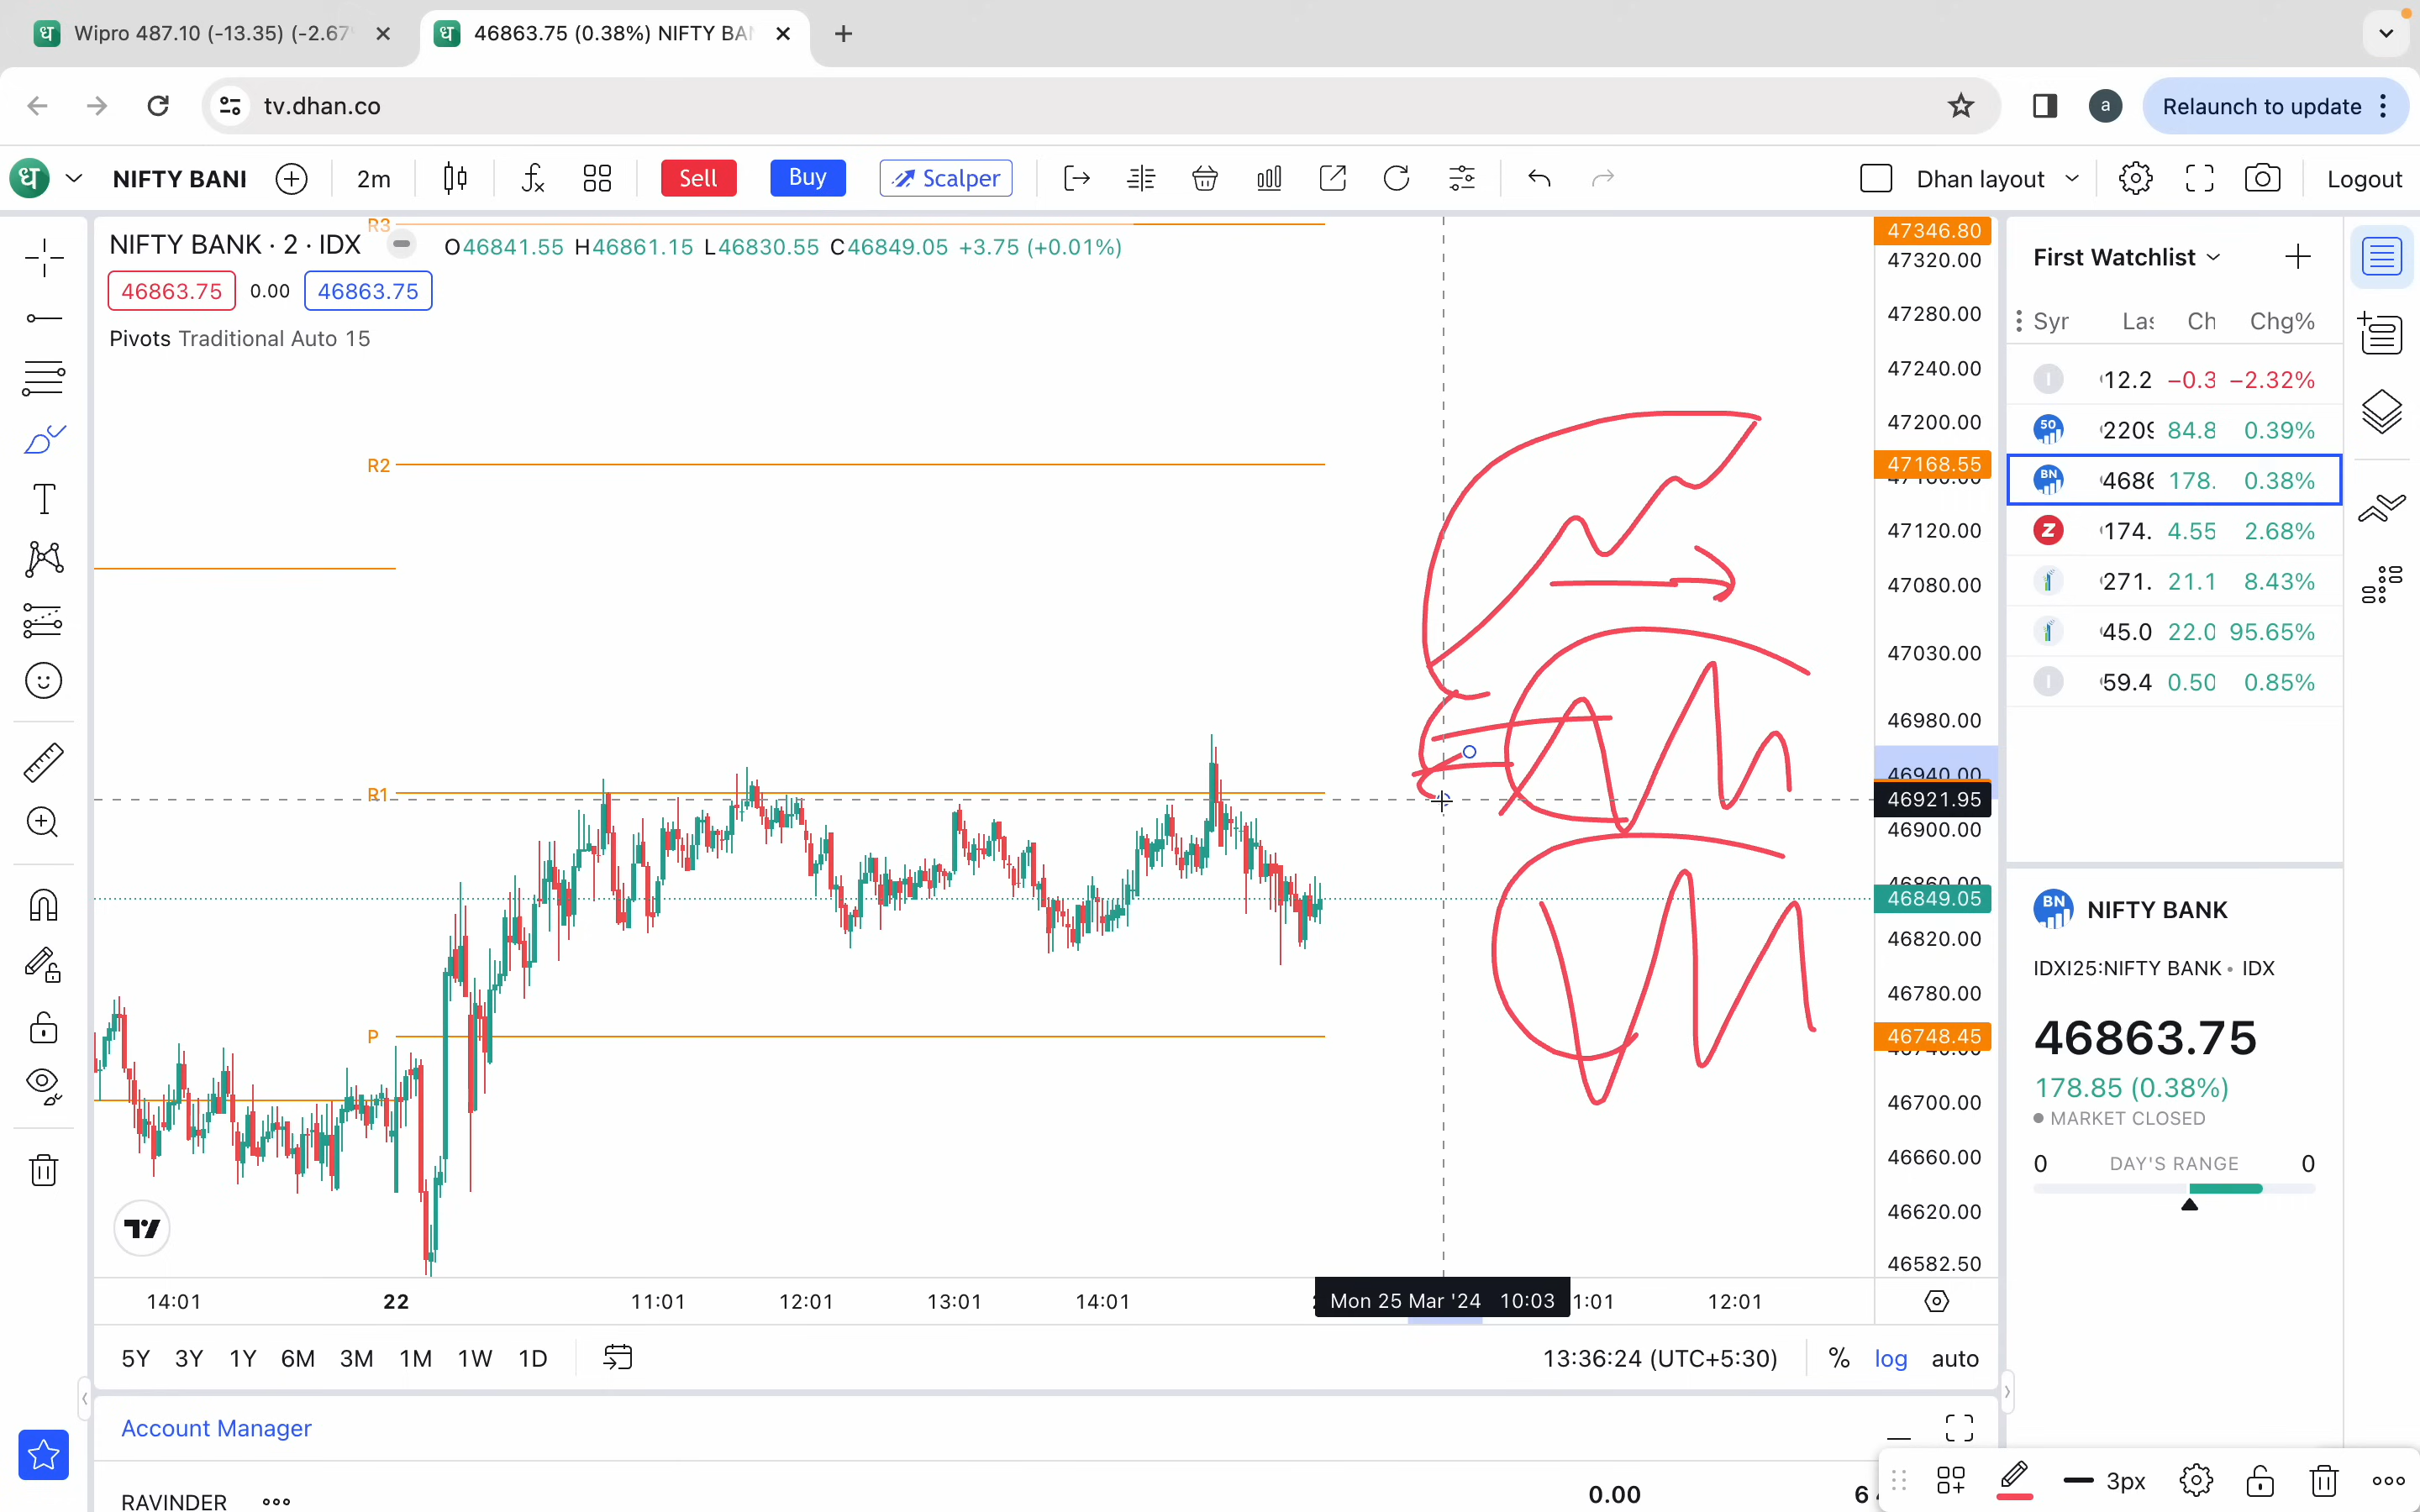 Wipro 487.10 (-13.35) (-2.67
46863.75 (0.38%) NIFTY BA
tv.dhan.co
a
Relaunch to update
ध
NIFTY BANI
2m
Sell
Buy
Scalper
Dhan layout
Logout
R3
NIFTY BANK · 2 · IDX
O46841.55 H46861.15 L46830.55 C46849.05 +3.75 (+0.01%)
46863.75 0.00 46863.75
Pivots Traditional Auto 15
R2
R1
P
47346.80
47320.00
47280.00
47240.00
47200.00
47168.55
47120.00
47080.00
47030.00
46980.00
46940.00
46921.95
46900.00
46860.00
46849.05
46820.00
46780.00
46748.45
46700.00
46660.00
46620.00
46582.50
14:01 22 11:01 12:01 13:01 14:01 Mon 25 Mar '24 10:03 1:01 12:01
5Y 3Y 1Y 6M 3M 1M 1W 1D
13:36:24 (UTC+5:30) % log auto
Account Manager
RAVINDER 0.00 6
First Watchlist
Syr Las Ch Chg%
12.2 −0.3 −2.32%
50 2209 84.8 0.39%
BN 4686 178. 0.38%
Z 174. 4.55 2.68%
271. 21.1 8.43%
45.0 22.0 95.65%
59.4 0.50 0.85%
BN NIFTY BANK
IDXI25:NIFTY BANK • IDX
46863.75
178.85 (0.38%)
MARKET CLOSED
0 DAY'S RANGE 0
3px